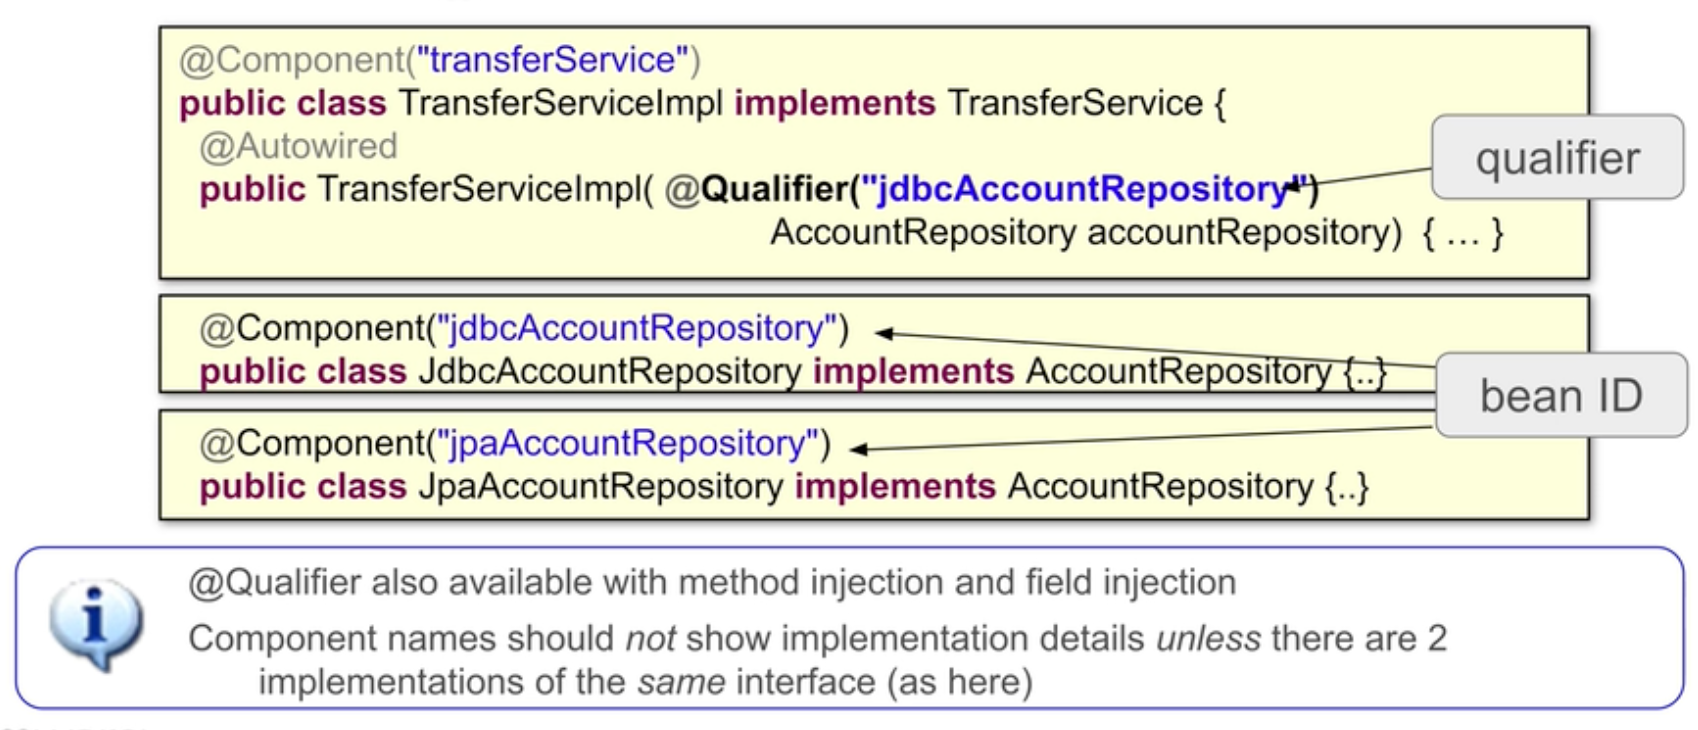 @Component("transferService")
public class TransferServiceImpl implements TransferService {
@Autowired
public TransferServiceImpl( @Qualifier("jdbcAccountRepository")
AccountRepository accountRepository) { ... }
qualifier
@Component("jdbcAccountRepository")
public class JdbcAccountRepository implements AccountRepository {..}
bean ID
@Component("jpaAccountRepository")
public class JpaAccountRepository implements AccountRepository {..}
@Qualifier also available with method injection and field injection
Component names should not show implementation details unless there are 2
implementations of the same interface (as here)